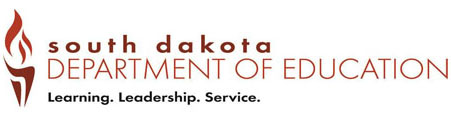 south dakota
DEPARTMENT OF EDUCATION
Learning. Leadership. Service.